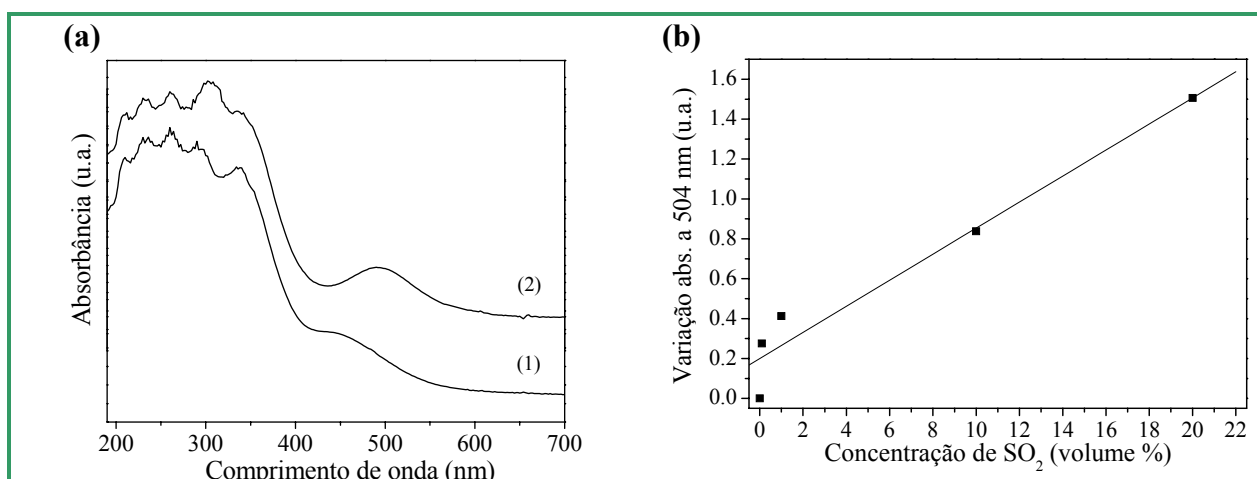 (a)
Absorbância (u.a.)
(2)
(1)
200 300 400 500 600 700
Comprimento de onda (nm)
(b)
Variação abs. a 504 nm (u.a.)
1.6
1.4
1.2
1.0
0.8
0.6
0.4
0.2
0.0
0 2 4 6 8 10 12 14 16 18 20 22
Concentração de SO₂ (volume %)